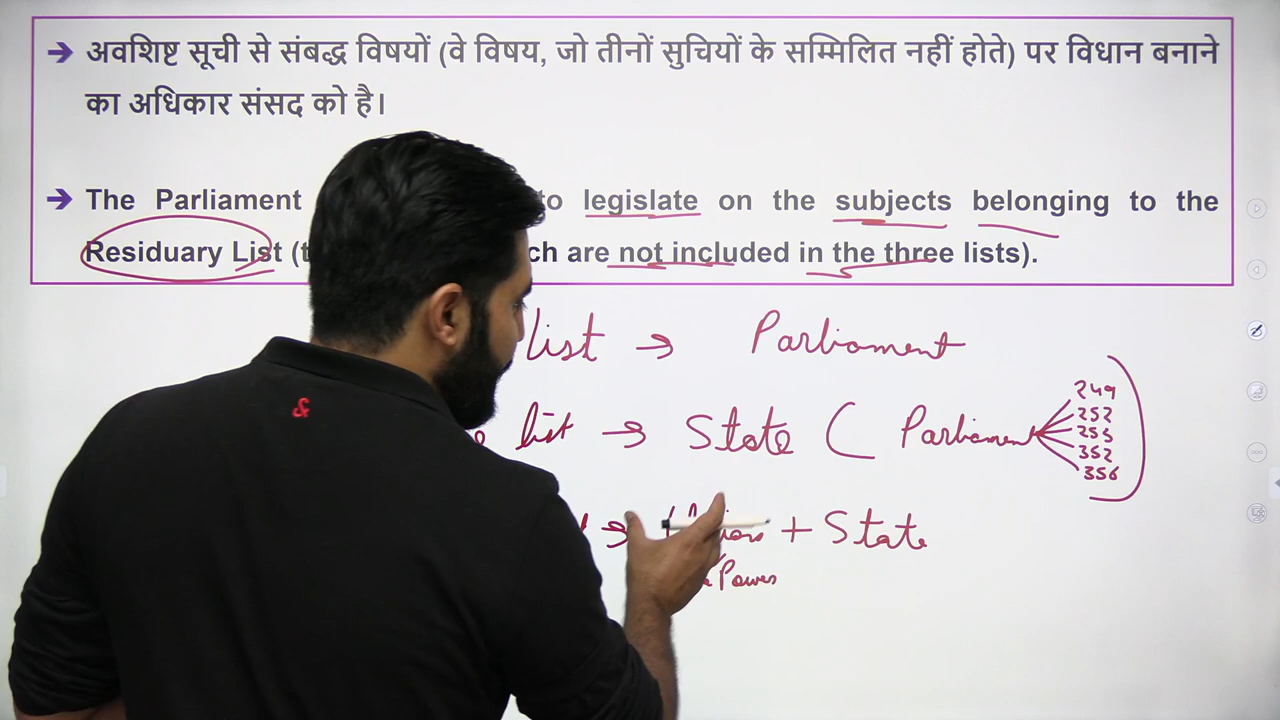 → अवशिष्ट सूची से संबद्ध विषयों (वे विषय, जो तीनों सुचियों के सम्मिलित नहीं होते) पर विधान बनाने
का अधिकार संसद को है।
→ The Parliament to legislate on the subjects belonging to the
Residuary List ( which are not included in the three lists).
list → Parliament
list → State ( Parliament 249 252 253 352 356 )
→ + State
Power